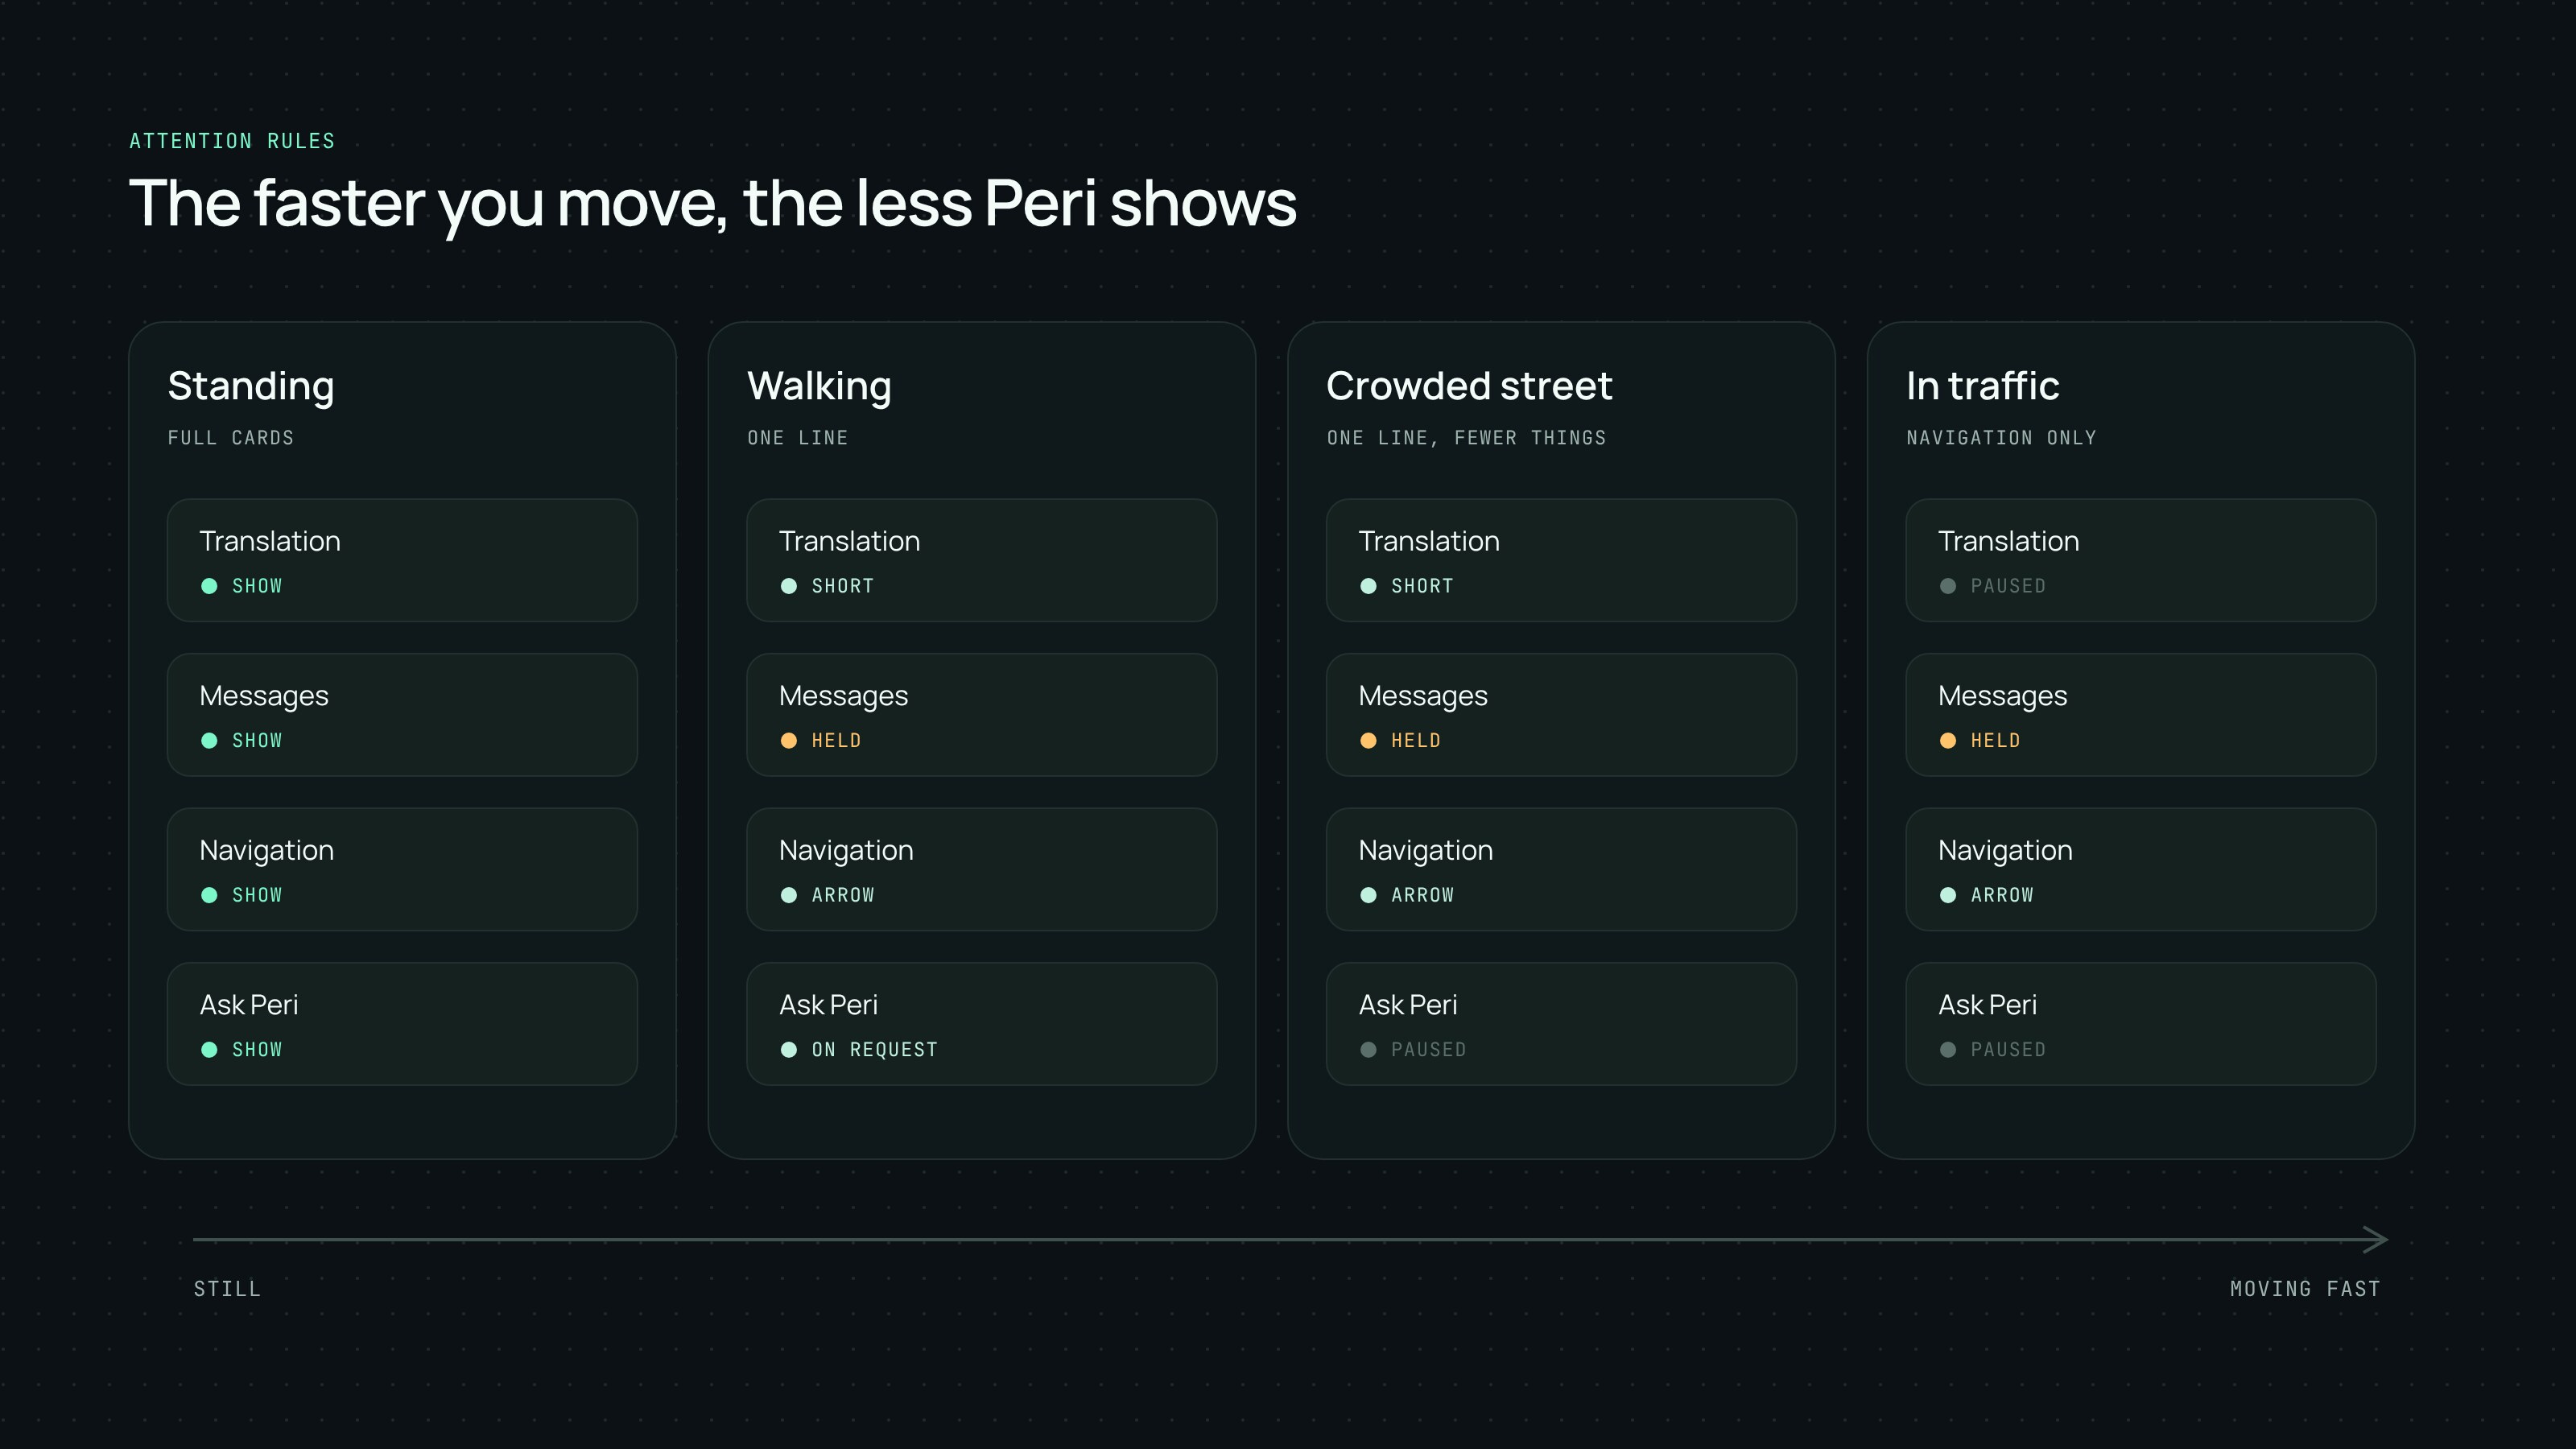 ATTENTION RULES
The faster you move, the less Peri shows
Standing
FULL CARDS
Translation
SHOW
Messages
SHOW
Navigation
SHOW
Ask Peri
SHOW
Walking
ONE LINE
Translation
SHORT
Messages
HELD
Navigation
ARROW
Ask Peri
ON REQUEST
Crowded street
ONE LINE, FEWER THINGS
Translation
SHORT
Messages
HELD
Navigation
ARROW
Ask Peri
PAUSED
In traffic
NAVIGATION ONLY
Translation
PAUSED
Messages
HELD
Navigation
ARROW
Ask Peri
PAUSED
STILL
MOVING FAST